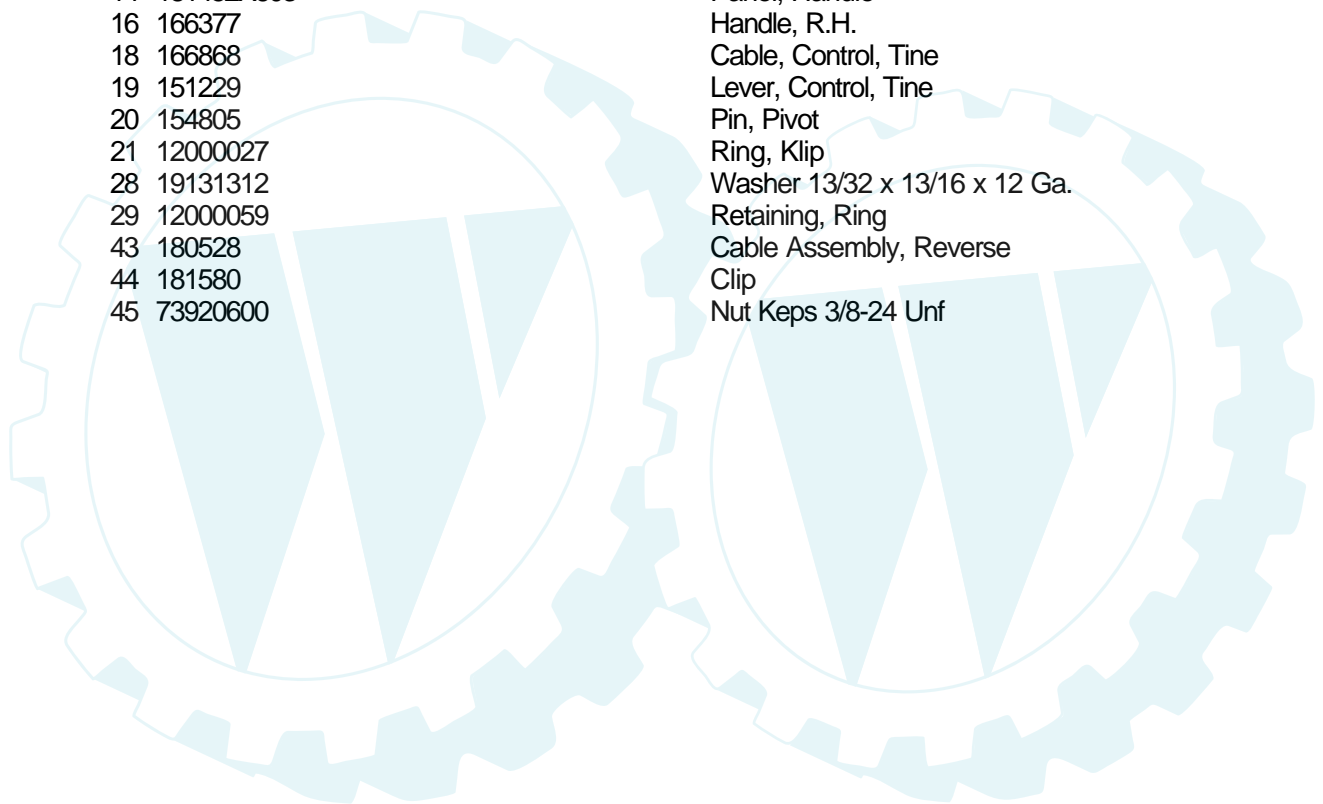 16 166377 Handle, R.H.
18 166868 Cable, Control, Tine
19 151229 Lever, Control, Tine
20 154805 Pin, Pivot
21 12000027 Ring, Klip
28 19131312 Washer 13/32 x 13/16 x 12 Ga.
29 12000059 Retaining, Ring
43 180528 Cable Assembly, Reverse
44 181580 Clip
45 73920600 Nut Keps 3/8-24 Unf